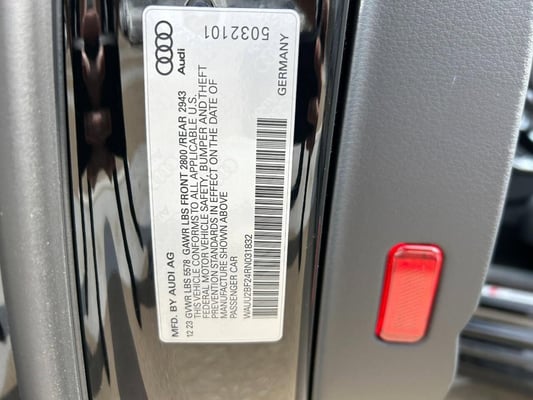 MFD. BY AUDI AG
12 23 GVWR LBS 5578 GAWR LBS FRONT 2800 /REAR 2943
THIS VEHICLE CONFORMS TO ALL APPLICABLE U.S.
FEDERAL MOTOR VEHICLE SAFETY, BUMPER AND THEFT
PREVENTION STANDARDS IN EFFECT ON THE DATE OF
MANUFACTURE SHOWN ABOVE
PASSENGER CAR
WAUU2BF24RN031832
Audi
GERMANY
5032101